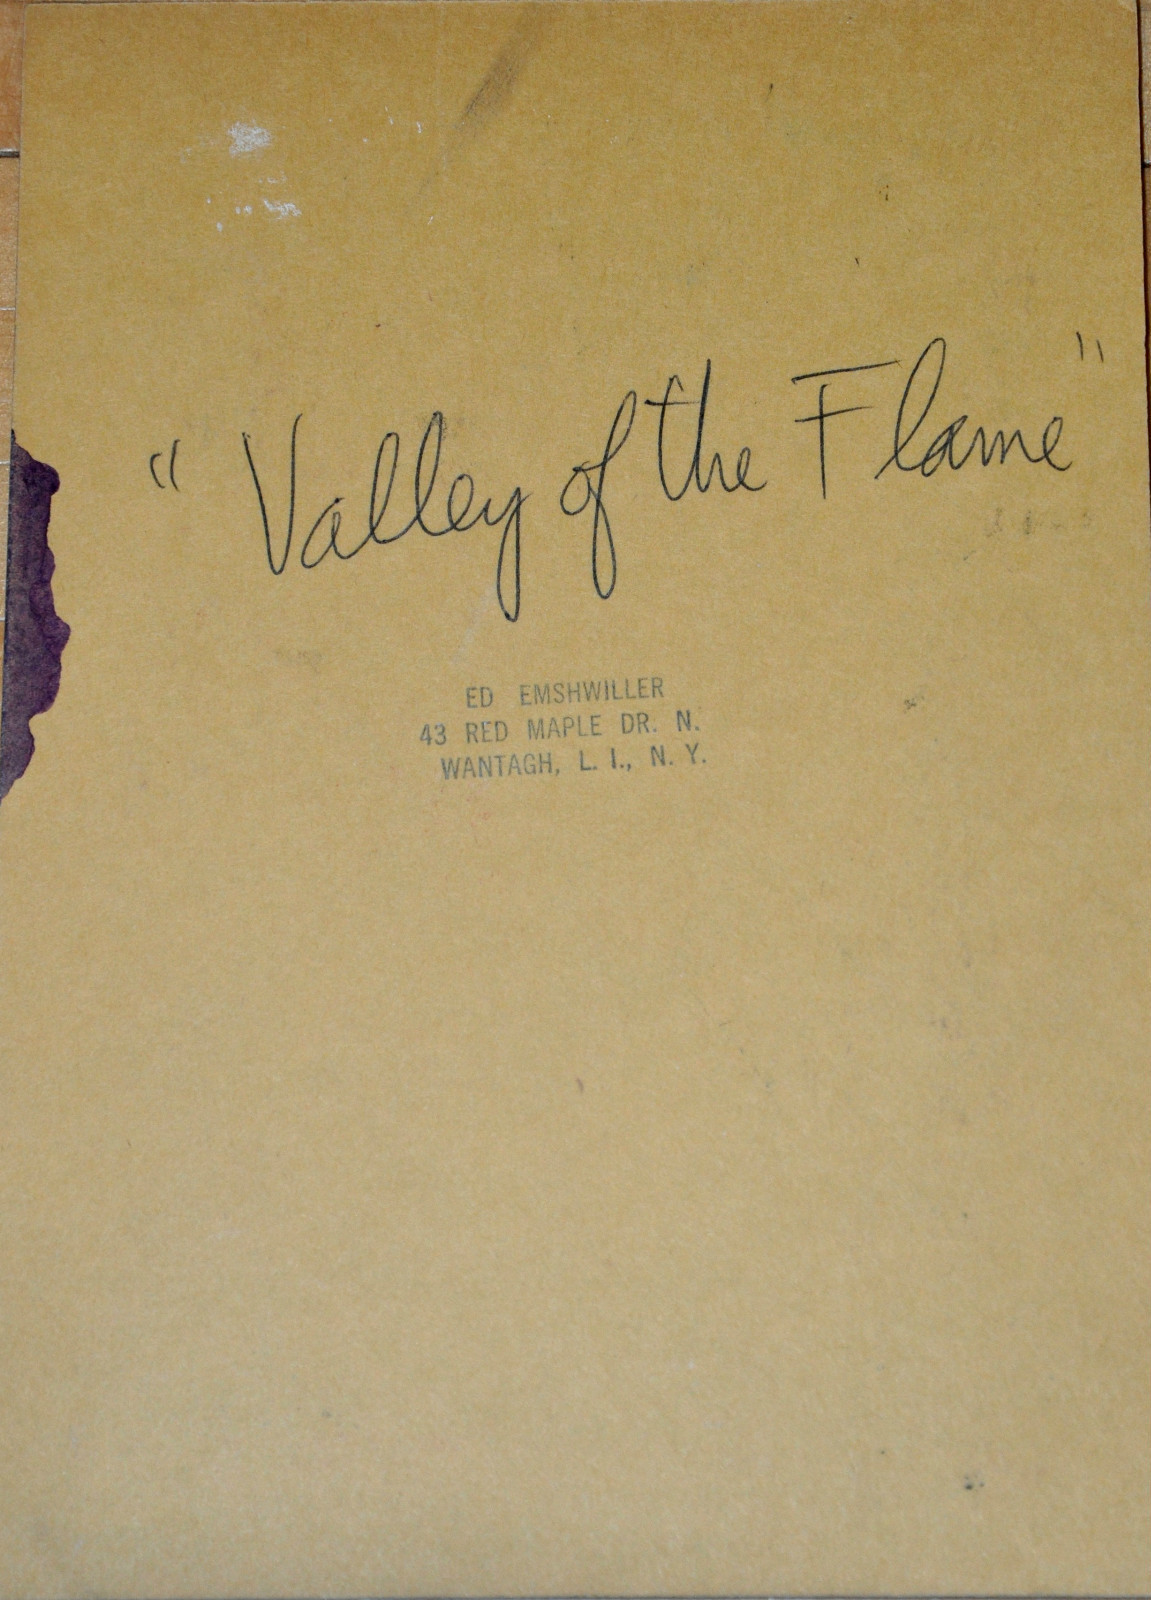 "Valley of the Flame"
ED EMSHWILLER
43 RED MAPLE DR. N.
WANTAGH, L. I., N. Y.